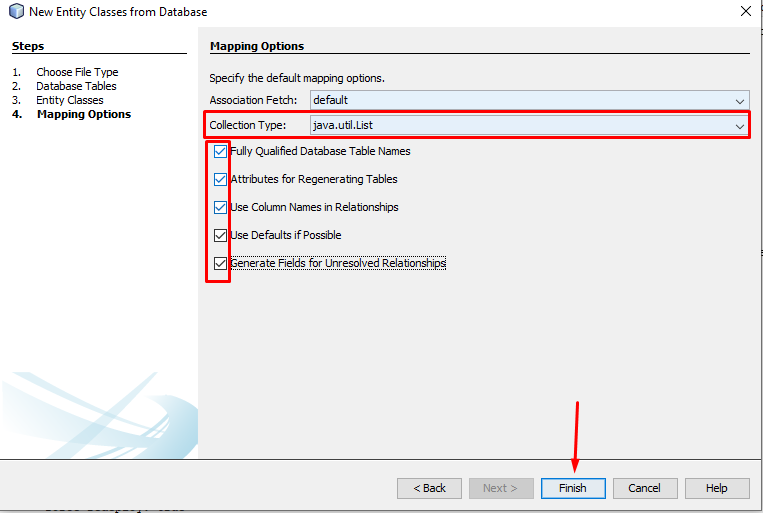 New Entity Classes from Database
Steps
1. Choose File Type
2. Database Tables
3. Entity Classes
4. Mapping Options
Mapping Options
Specify the default mapping options.
Association Fetch: default
Collection Type: java.util.List
Fully Qualified Database Table Names
Attributes for Regenerating Tables
Use Column Names in Relationships
Use Defaults if Possible
Generate Fields for Unresolved Relationships
< Back Next > Finish Cancel Help